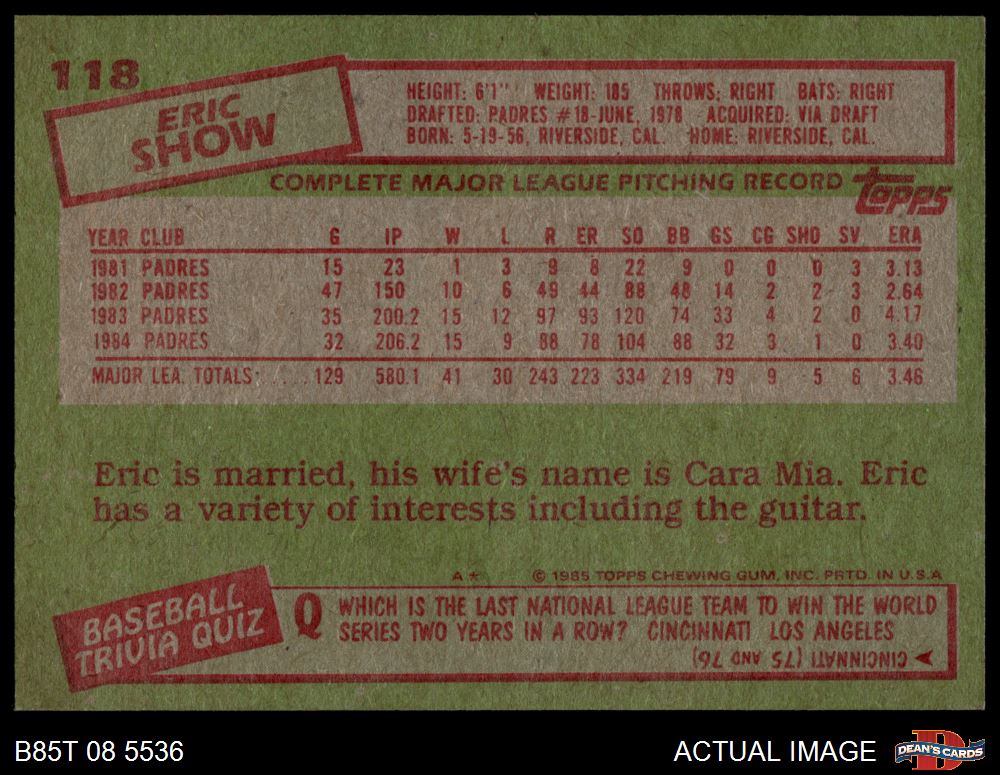 118
ERIC
SHOW
HEIGHT: 6'1" WEIGHT: 185 THROWS: RIGHT BATS: RIGHT
DRAFTED: PADRES #18-JUNE, 1978 ACQUIRED: VIA DRAFT
BORN: 5-19-56, RIVERSIDE, CAL. HOME: RIVERSIDE, CAL.
COMPLETE MAJOR LEAGUE PITCHING RECORD topps
YEAR CLUB G IP W L R ER SO BB GS CG SHO SV ERA
1981 PADRES 15 23 1 3 9 8 22 9 0 0 0 3 3.13
1982 PADRES 47 150 10 6 49 44 88 48 14 2 2 3 2.64
1983 PADRES 35 200.2 15 12 97 93 120 74 33 4 2 0 4.17
1984 PADRES 32 206.2 15 9 88 78 104 88 32 3 1 0 3.40
MAJOR LEA. TOTALS ..... 129 580.1 41 30 243 223 334 219 79 9 5 6 3.46
Eric is married, his wife's name is Cara Mia. Eric
has a variety of interests including the guitar.
A* © 1985 TOPPS CHEWING GUM, INC. PRTD. IN U.S.A
BASEBALL
TRIVIA QUIZ
Q WHICH IS THE LAST NATIONAL LEAGUE TEAM TO WIN THE WORLD
SERIES TWO YEARS IN A ROW? CINCINNATI LOS ANGELES
CINCINNATI (75 AND 76)
B85T 08 5536
ACTUAL IMAGE
DEAN'S CARDS